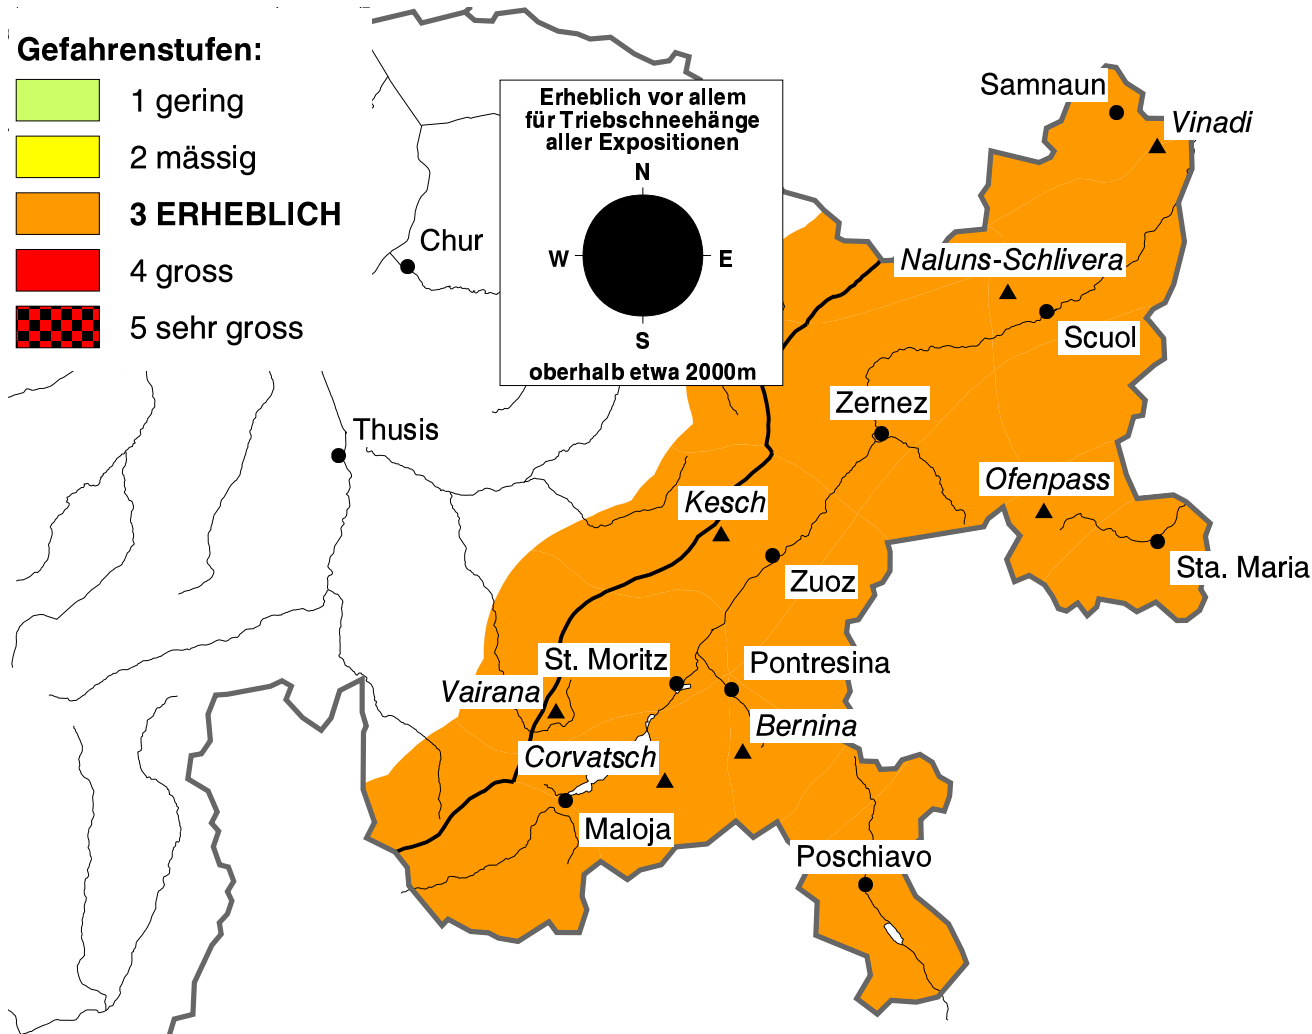 Gefahrenstufen:
1 gering
2 mässig
3 ERHEBLICH
4 gross
5 sehr gross
Erheblich vor allem
für Triebschneehänge
aller Expositionen
N
W
E
S
oberhalb etwa 2000m
Samnaun
Vinadi
Chur
Naluns-Schlivera
Scuol
Zernez
Thusis
Ofenpass
Kesch
Sta. Maria
Zuoz
St. Moritz
Pontresina
Vairana
Bernina
Corvatsch
Maloja
Poschiavo